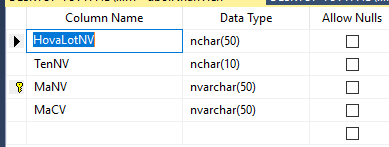 Column Name Data Type Allow Nulls
HovaLotNV nchar(50)
TenNV nchar(10)
MaNV nvarchar(50)
MaCV nvarchar(50)